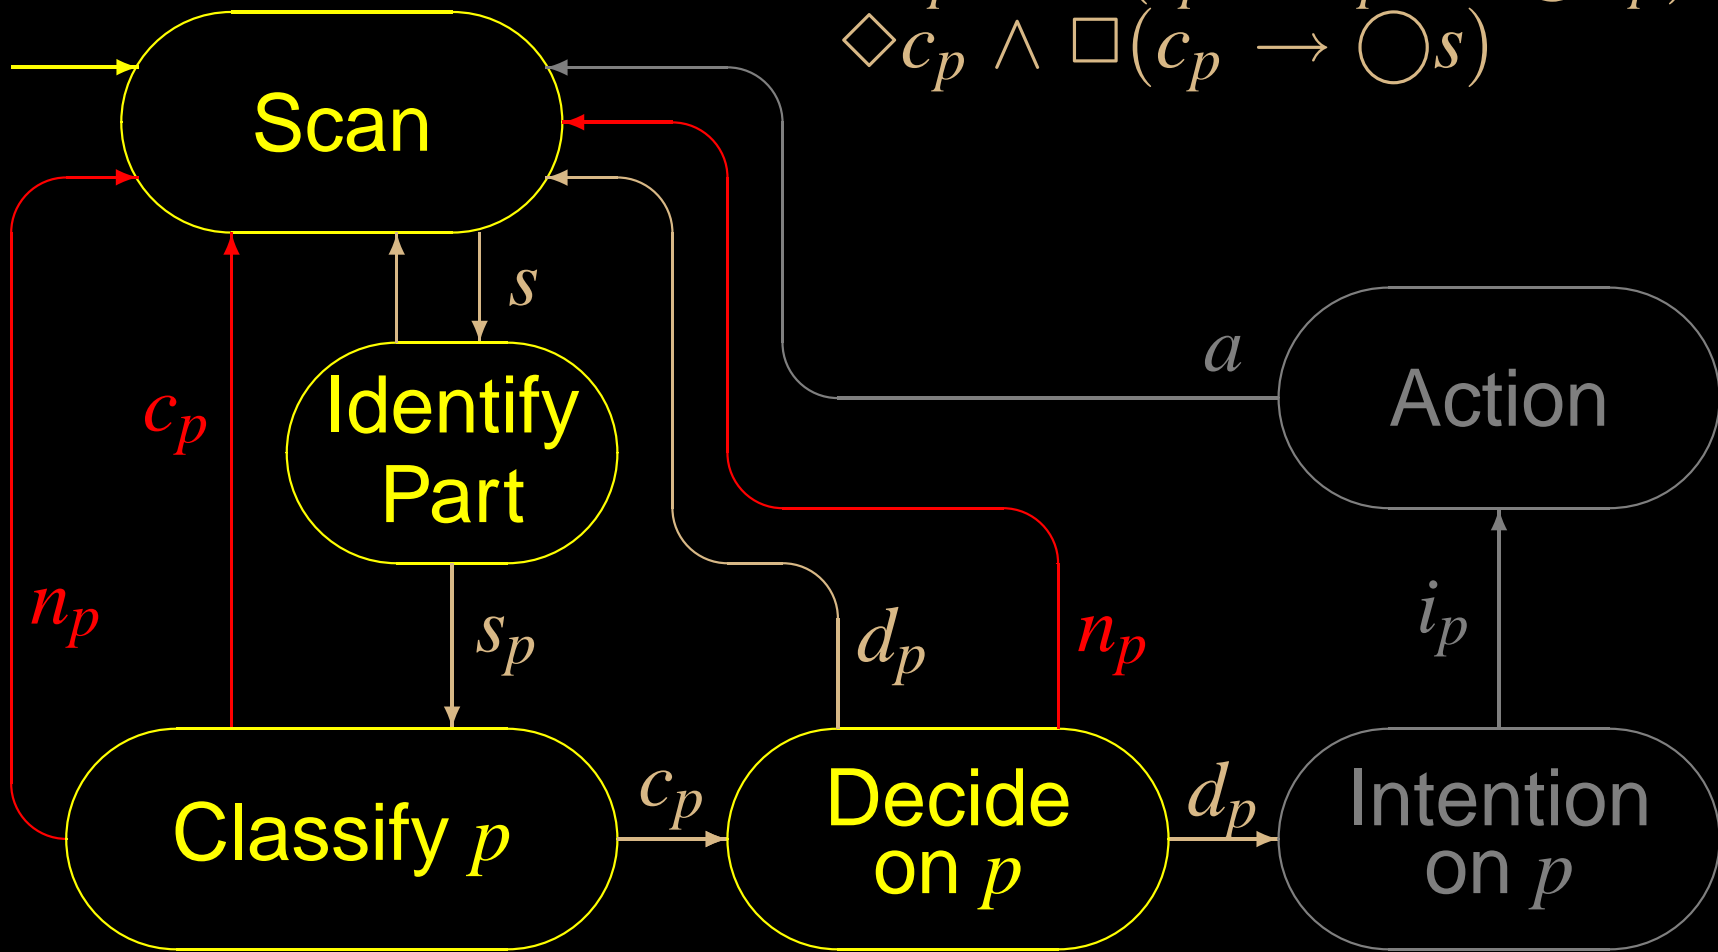 ◇c_p ∧ □(c_p → ◯s)
Scan
s
a
Action
Identify
Part
c_p
n_p
s_p
d_p
n_p
i_p
Classify p
c_p
Decide
on p
d_p
Intention
on p